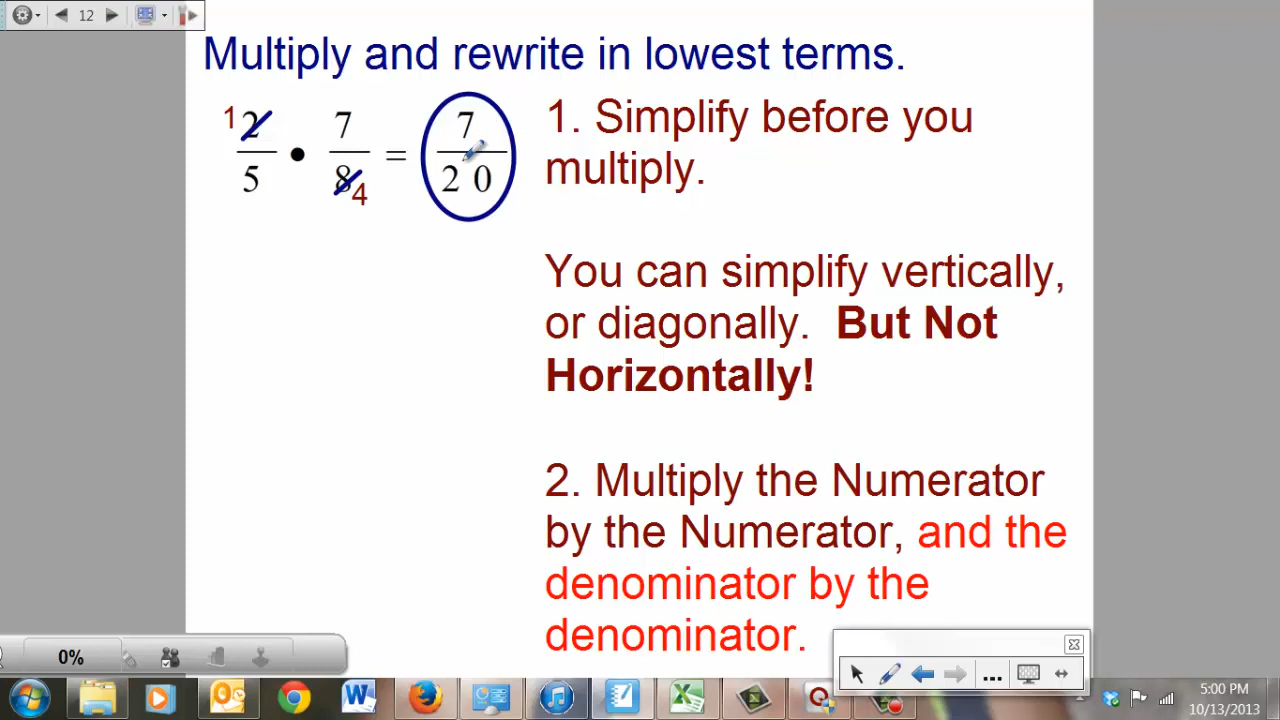 12
Multiply and rewrite in lowest terms.
1 2 7 7
5 • 8 4 = 2 0
1. Simplify before you
multiply.
You can simplify vertically,
or diagonally. But Not
Horizontally!
2. Multiply the Numerator
by the Numerator, and the
denominator by the
denominator.
0%
...
5:00 PM
10/13/2013